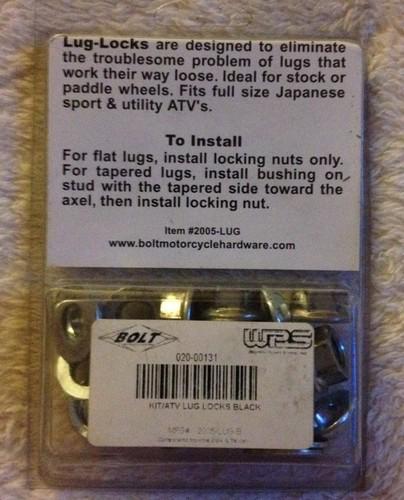 Lug-Locks are designed to eliminate
the troublesome problem of lugs that
work their way loose. Ideal for stock or
paddle wheels. Fits full size Japanese
sport & utility ATV's.
To Install
For flat lugs, install locking nuts only.
For tapered lugs, install bushing on
stud with the tapered side toward the
axel, then install locking nut.
Item #2005-LUG
www.boltmotorcyclehardware.com
BOLT
WPS
020-00131
KIT/ATV LUG LOCKS BLACK
MFG# 2005-LUG-B